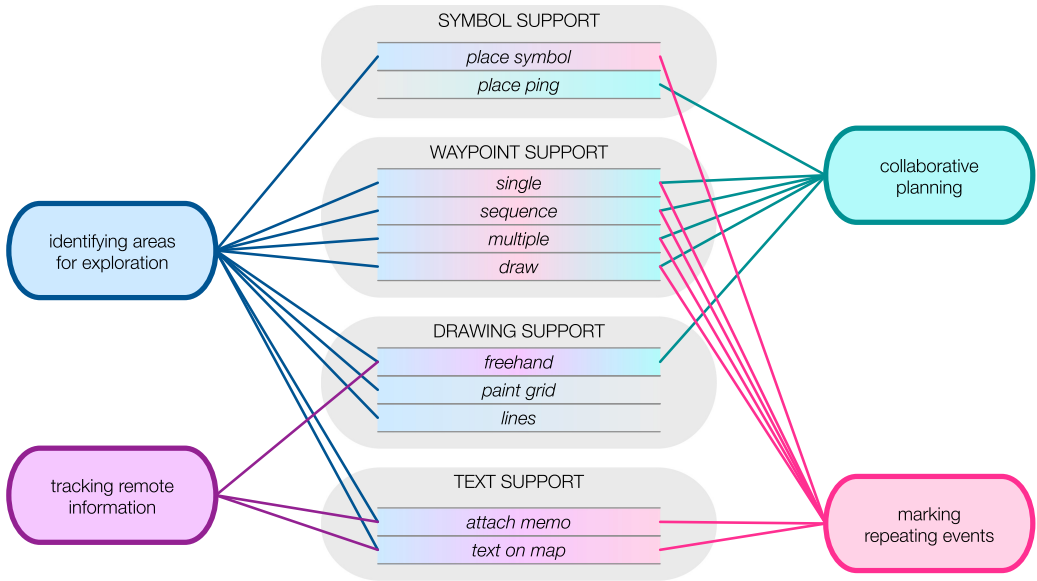 SYMBOL SUPPORT
place symbol
place ping
WAYPOINT SUPPORT
single
sequence
multiple
draw
DRAWING SUPPORT
freehand
paint grid
lines
TEXT SUPPORT
attach memo
text on map
identifying areas
for exploration
tracking remote
information
collaborative
planning
marking
repeating events